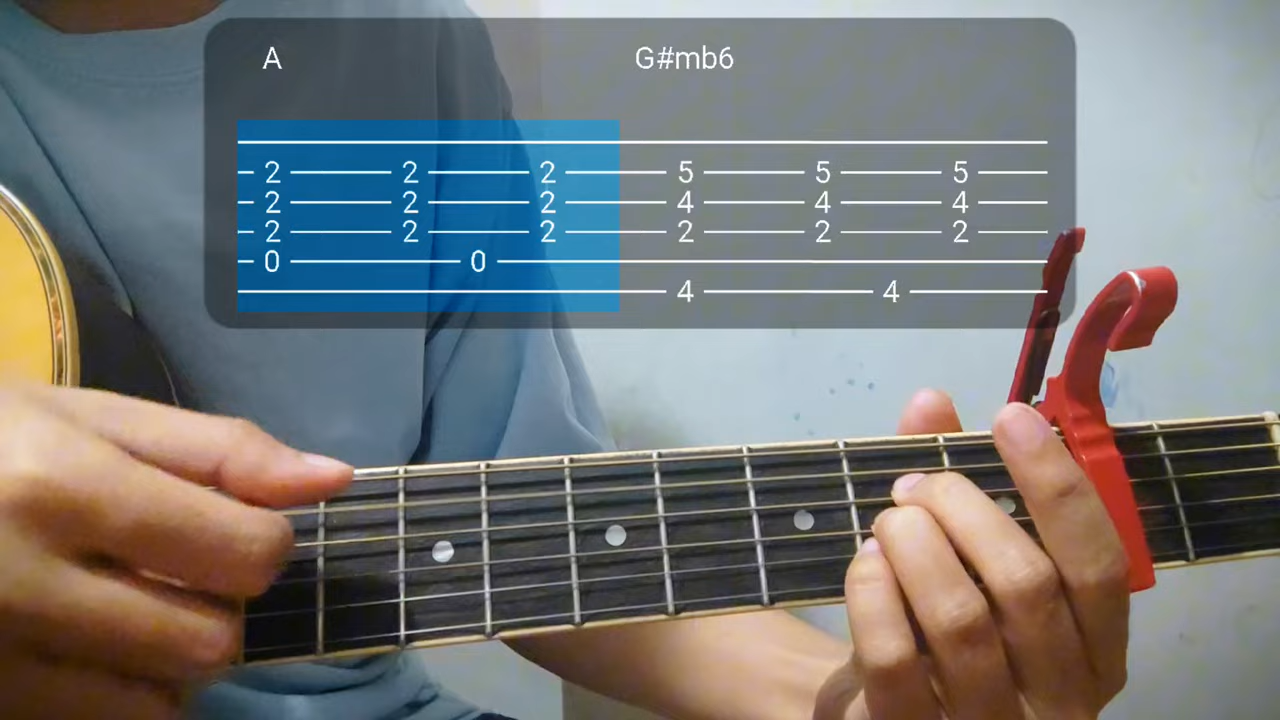 A G#mb6
2 2 2 5 5 5
2 2 2 4 4 4
2 2 2 2 2 2
0 0
4 4